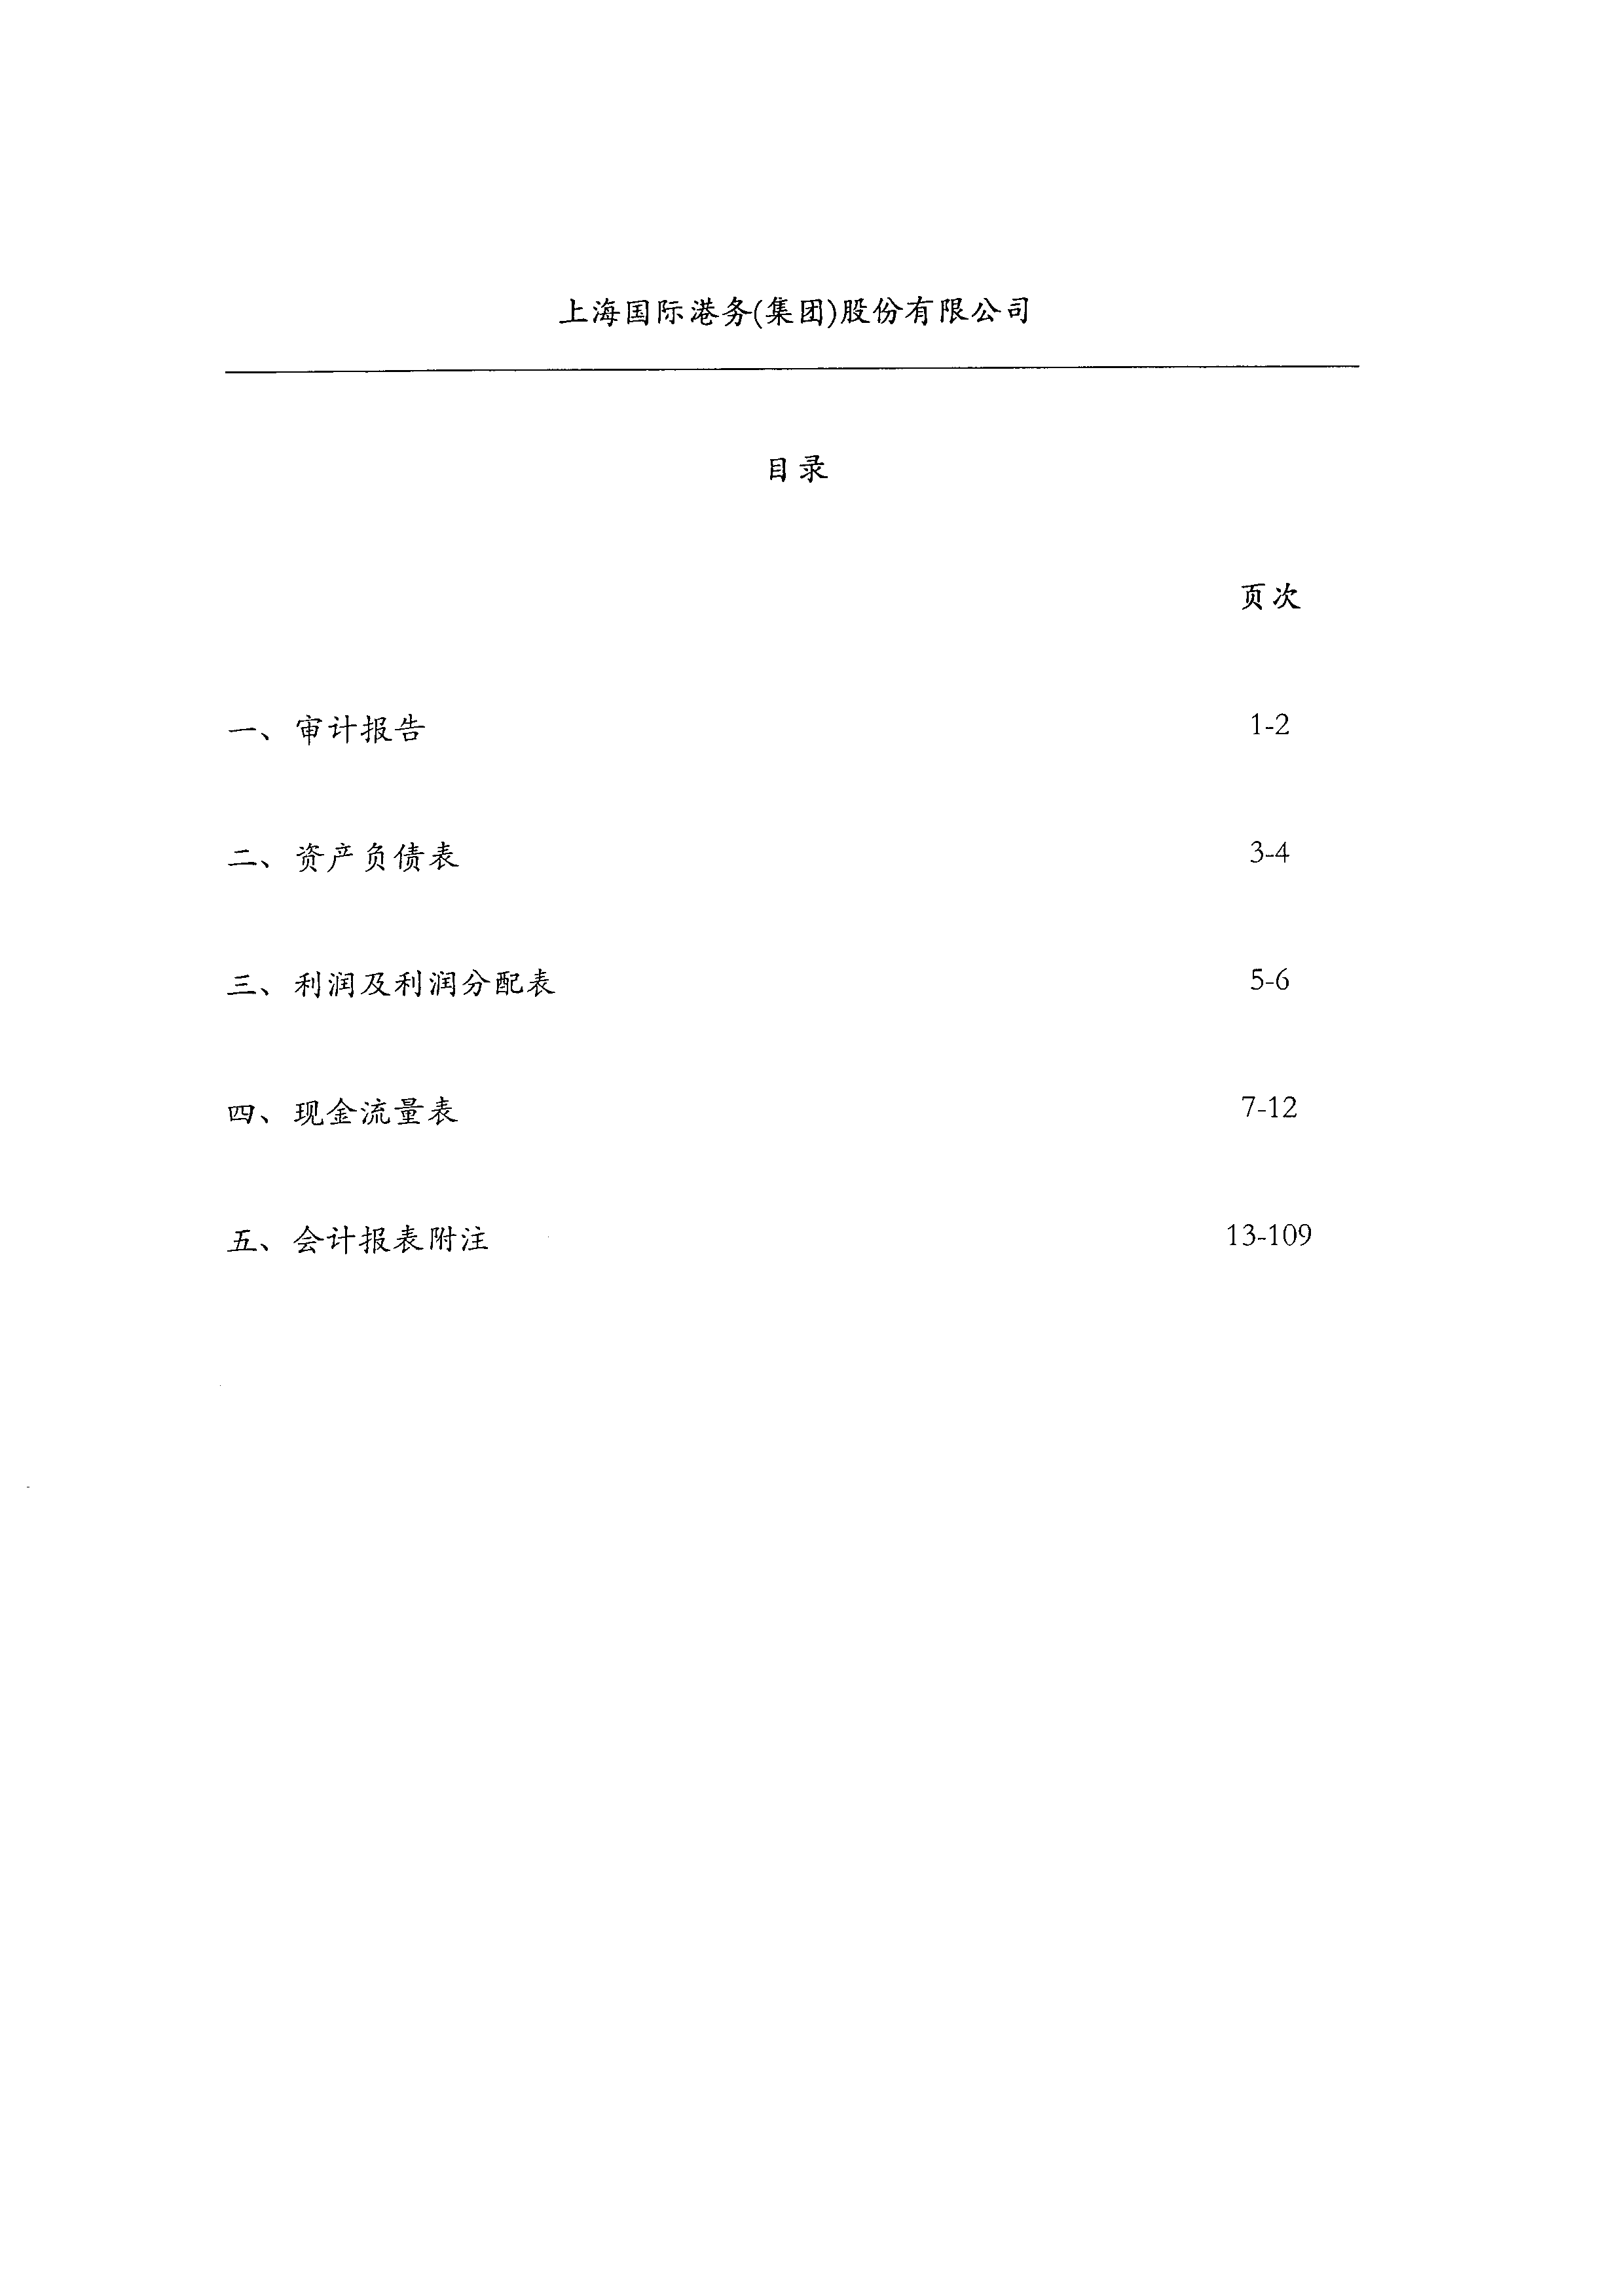 上海国际港务(集团)股份有限公司
目录
页次
一、审计报告 1-2
二、资产负债表 3-4
三、利润及利润分配表 5-6
四、现金流量表 7-12
五、会计报表附注 13-109